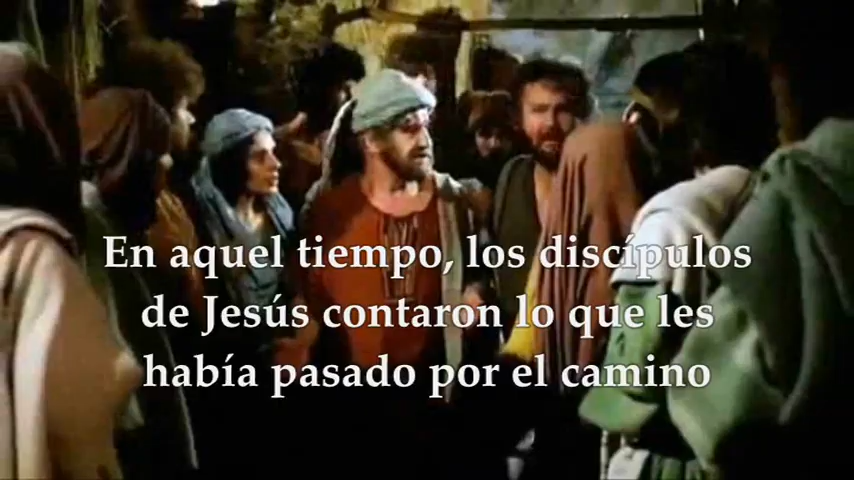 En aquel tiempo, los discípulos
de Jesús contaron lo que les
había pasado por el camino